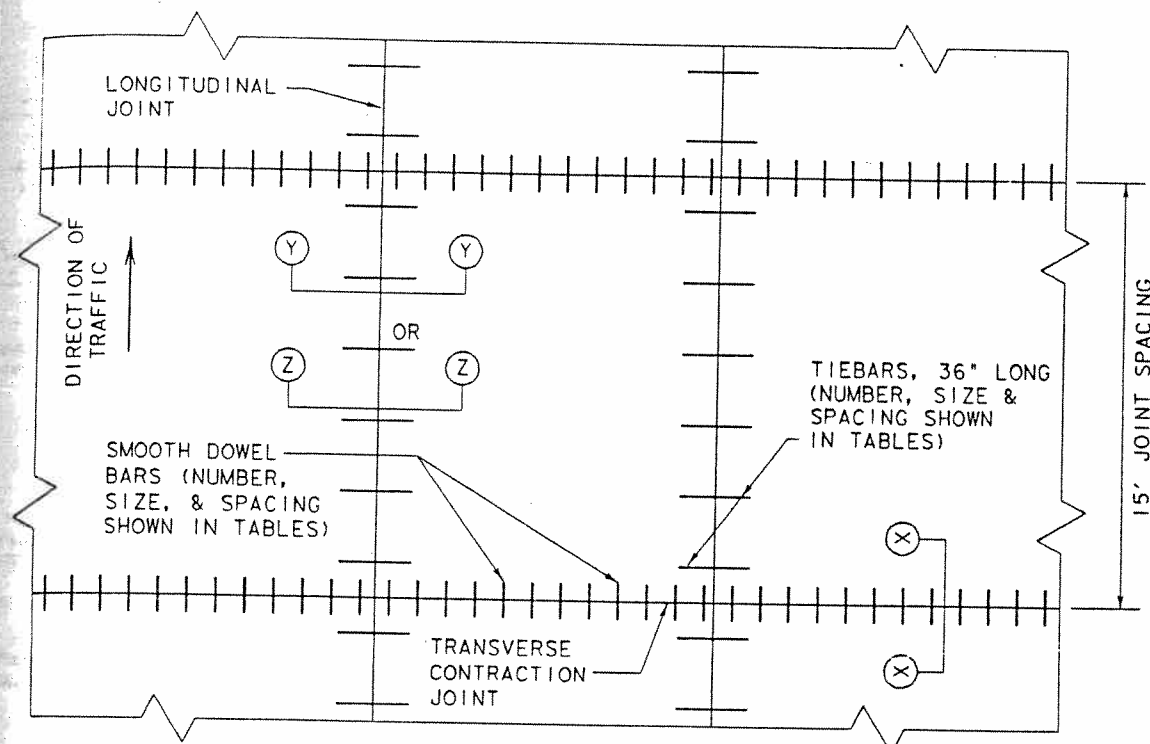 LONGITUDINAL
JOINT
DIRECTION OF
TRAFFIC
Y
Y
OR
Z
Z
TIEBARS, 36" LONG
(NUMBER, SIZE &
SPACING SHOWN
IN TABLES)
15' JOINT SPACING
SMOOTH DOWEL
BARS (NUMBER,
SIZE, & SPACING
SHOWN IN TABLES)
X
X
TRANSVERSE
CONTRACTION
JOINT